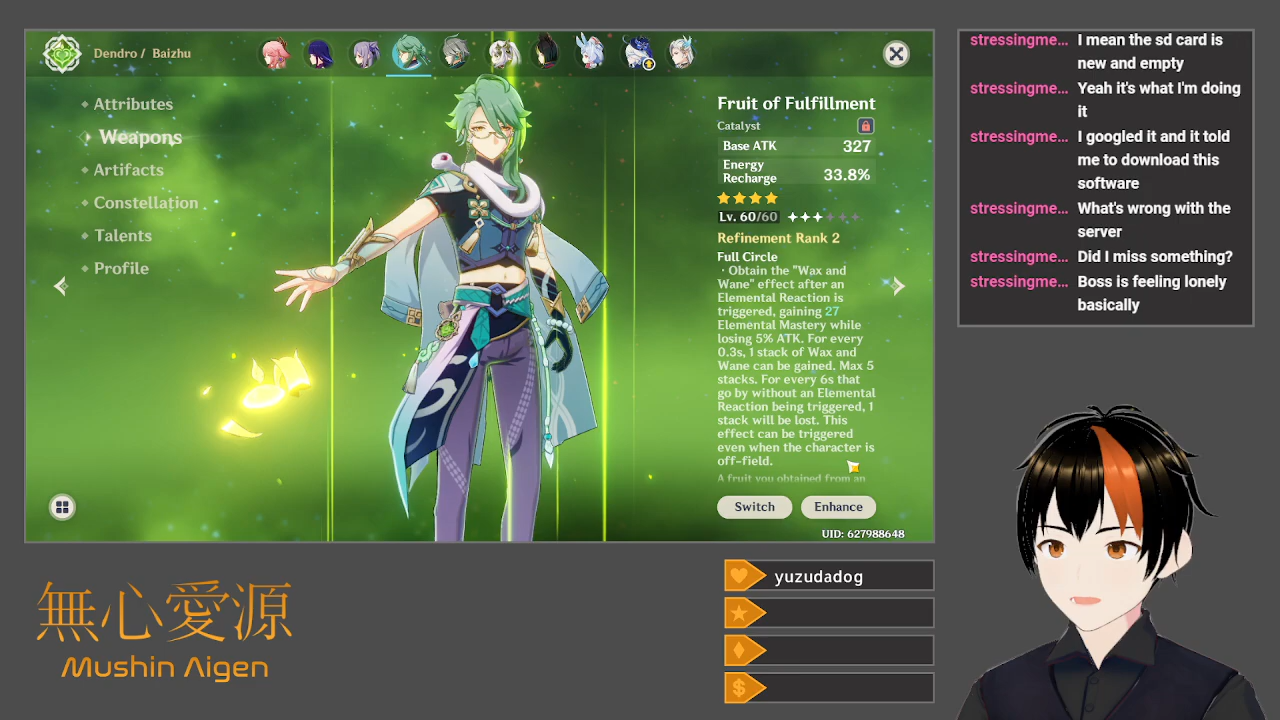 Dendro / Baizhu
Attributes
Weapons
Artifacts
Constellation
Talents
Profile
Fruit of Fulfillment
Catalyst
Base ATK 327
Energy
Recharge 33.8%
Lv. 60/60
Refinement Rank 2
Full Circle
· Obtain the "Wax and
Wane" effect after an
Elemental Reaction is
triggered, gaining 27
Elemental Mastery while
losing 5% ATK. For every
0.3s, 1 stack of Wax and
Wane can be gained. Max 5
stacks. For every 6s that
go by without an Elemental
Reaction being triggered, 1
stack will be lost. This
effect can be triggered
even when the character is
off-field.
A fruit you obtained from an
Switch
Enhance
UID: 627988648
stressingme... I mean the sd card is
new and empty
stressingme... Yeah it's what I'm doing
it
stressingme... I googled it and it told
me to download this
software
stressingme... What's wrong with the
server
stressingme... Did I miss something?
stressingme... Boss is feeling lonely
basically
無心愛源
Mushin Aigen
yuzudadog
$